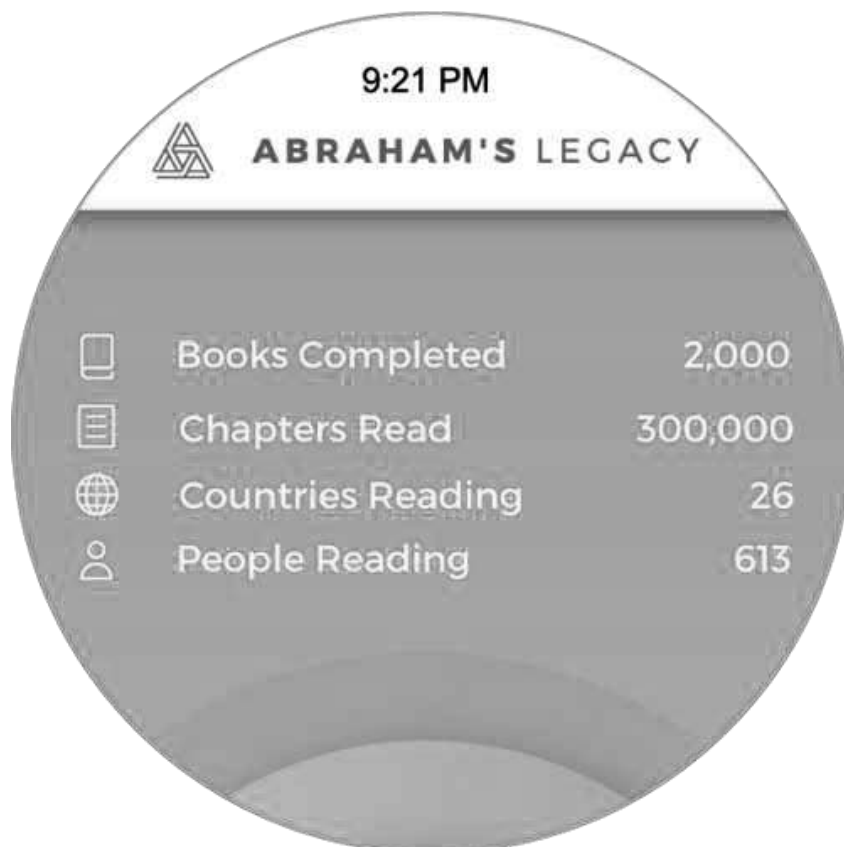 9:21 PM
ABRAHAM'S LEGACY
Books Completed 2,000
Chapters Read 300,000
Countries Reading 26
People Reading 613